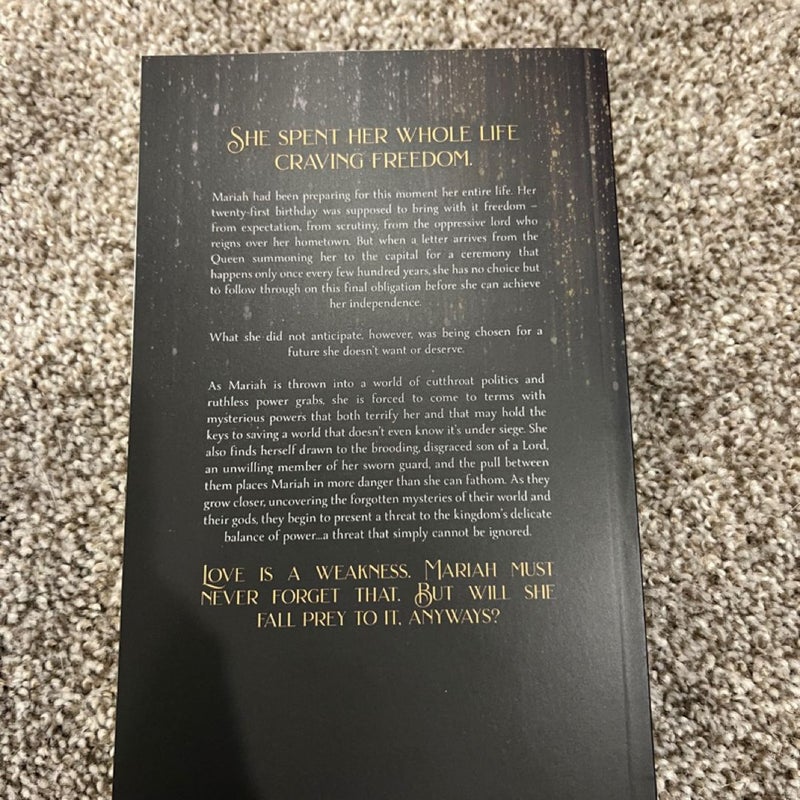 SHE SPENT HER WHOLE LIFE
CRAVING FREEDOM.
Mariah had been preparing for this moment her entire life. Her
twenty-first birthday was supposed to bring with it freedom –
from expectation, from scrutiny, from the oppressive lord who
reigns over her hometown. But when a letter arrives from the
Queen summoning her to the capital for a ceremony that
happens only once every few hundred years, she has no choice but
to follow through on this final obligation before she can achieve
her independence.
What she did not anticipate, however, was being chosen for a
future she doesn't want or deserve.
As Mariah is thrown into a world of cutthroat politics and
ruthless power grabs, she is forced to come to terms with
mysterious powers that both terrify her and that may hold the
keys to saving a world that doesn't even know it's under siege. She
also finds herself drawn to the brooding, disgraced son of a Lord,
an unwilling member of her sworn guard, and the pull between
them places Mariah in more danger than she can fathom. As they
grow closer, uncovering the forgotten mysteries of their world and
their gods, they begin to present a threat to the kingdom's delicate
balance of power...a threat that simply cannot be ignored.
LOVE IS A WEAKNESS. MARIAH MUST
NEVER FORGET THAT. BUT WILL SHE
FALL PREY TO IT, ANYWAYS?